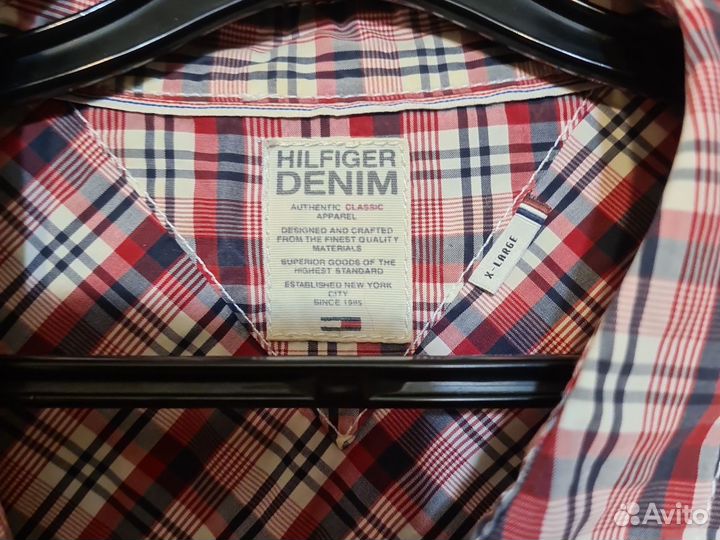 HILFIGER
DENIM
AUTHENTIC CLASSIC
APPAREL
DESIGNED AND CRAFTED
FROM THE FINEST QUALITY
MATERIALS
SUPERIOR GOODS OF THE
HIGHEST STANDARD
ESTABLISHED NEW YORK
CITY
SINCE 1985
X-LARGE
Avito